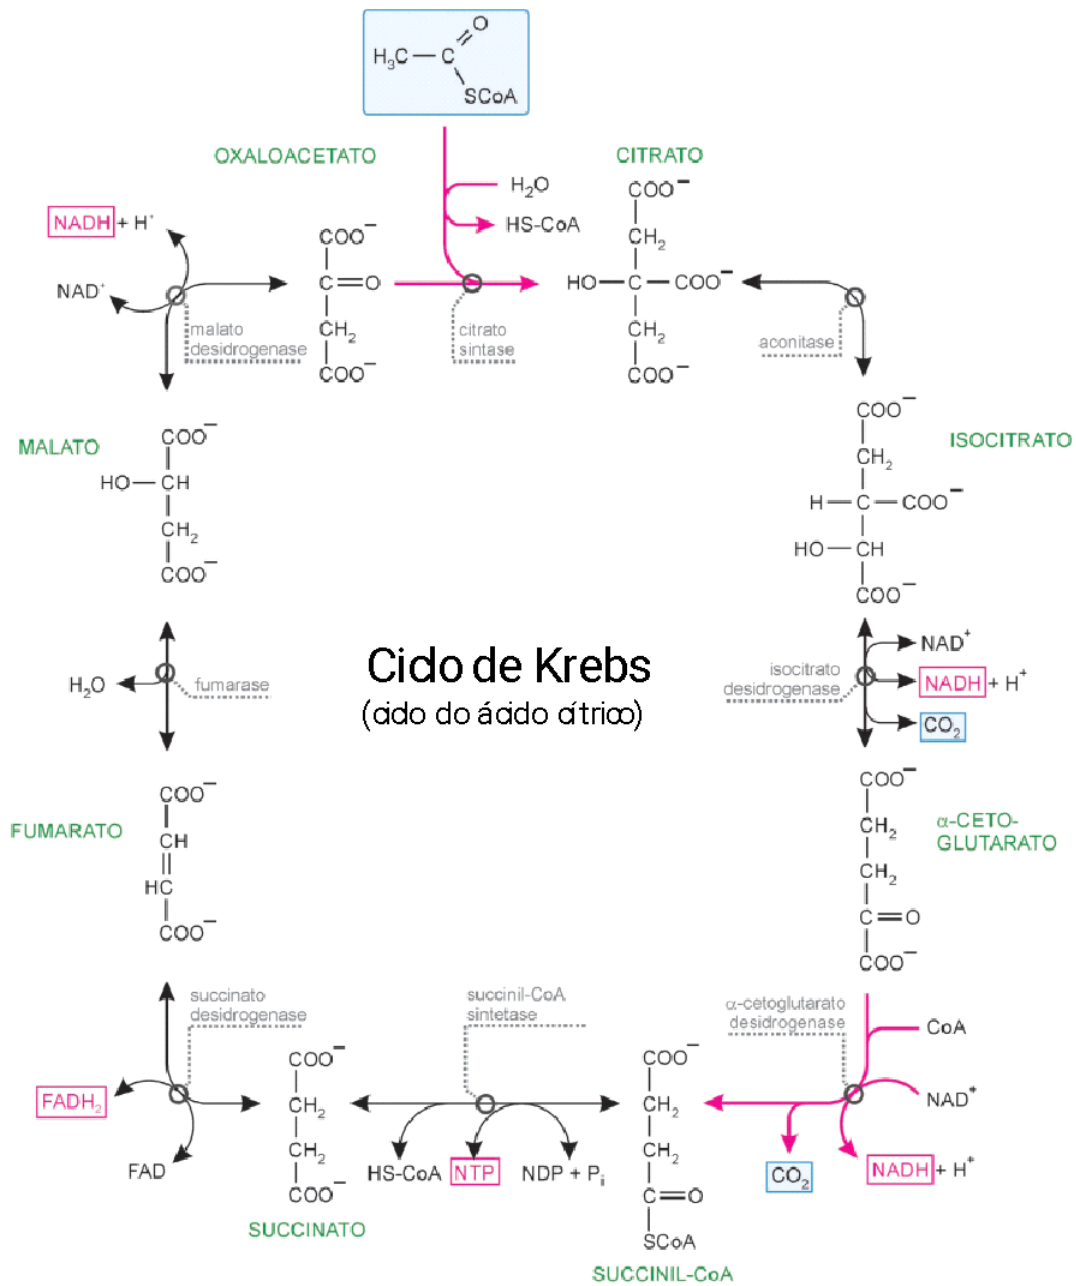 O
H₃C — C
SCoA
OXALOACETATO
CITRATO
H₂O
HS-CoA
COO⁻
CH₂
HO — C — COO⁻
CH₂
COO⁻
NADH + H⁺
NAD⁺
COO⁻
C = O
CH₂
COO⁻
malato
desidrogenase
citrato
sintase
aconitase
MALATO
COO⁻
HO — CH
CH₂
COO⁻
ISOCITRATO
COO⁻
CH₂
H — C — COO⁻
HO — CH
COO⁻
Cido de Krebs
(cido do ácido cítrico)
H₂O
fumarase
isocitrato
desidrogenase
NAD⁺
NADH + H⁺
CO₂
FUMARATO
COO⁻
CH
HC
COO⁻
α-CETO-
GLUTARATO
COO⁻
CH₂
CH₂
C = O
COO⁻
succinato
desidrogenase
succinil-CoA
sintetase
α-cetoglutarato
desidrogenase
CoA
NAD⁺
NADH + H⁺
CO₂
FADH₂
FAD
COO⁻
CH₂
CH₂
COO⁻
SUCCINATO
HS-CoA
NTP
NDP + Pᵢ
COO⁻
CH₂
CH₂
C = O
SCoA
SUCCINIL-CoA